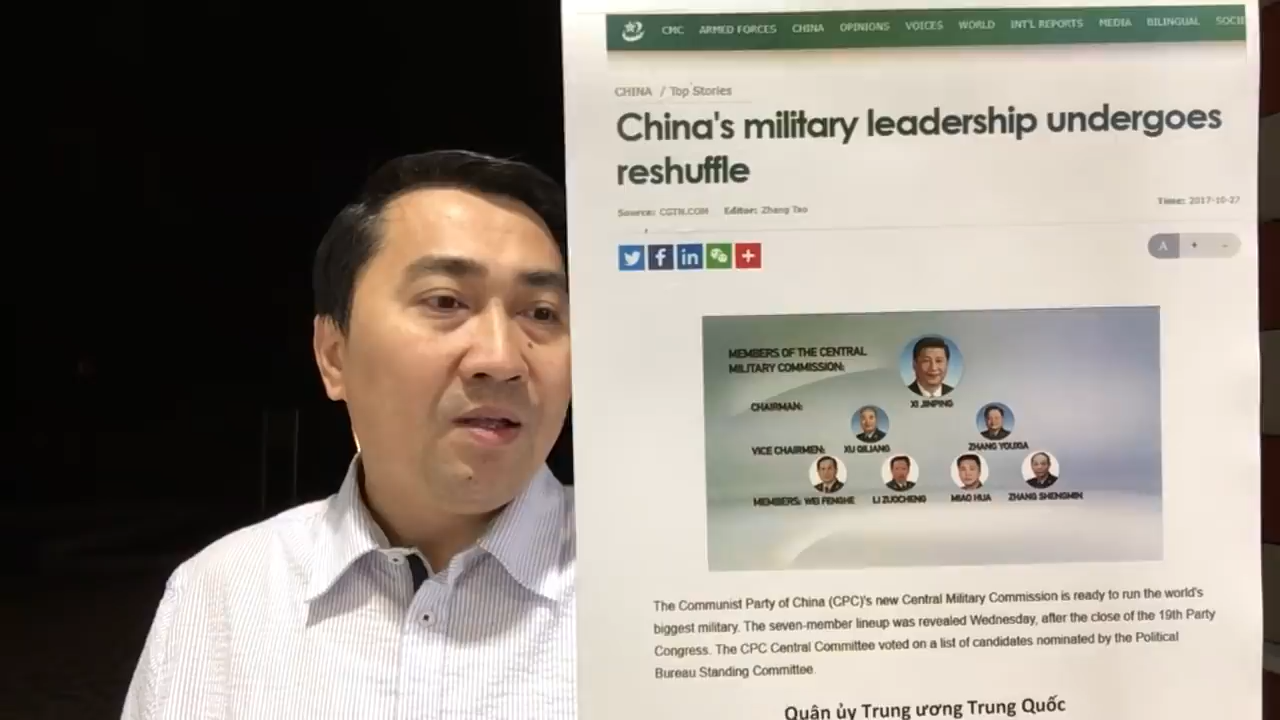 CMC ARMED FORCES CHINA OPINIONS VOICES WORLD INT'L REPORTS MEDIA BILINGUAL SOCIE
CHINA / Top Stories
China's military leadership undergoes
reshuffle
Source: CGTN.COM Editor: Zhang Tao Time: 2017-10-27
A + -
MEMBERS OF THE CENTRAL
MILITARY COMMISSION:
XI JINPING
CHAIRMAN:
VICE CHAIRMEN: XU QILIANG ZHANG YOUXIA
MEMBERS: WEI FENGHE LI ZUOCHENG MIAO HUA ZHANG SHENGMIN
The Communist Party of China (CPC)'s new Central Military Commission is ready to run the world's
biggest military. The seven-member lineup was revealed Wednesday, after the close of the 19th Party
Congress. The CPC Central Committee voted on a list of candidates nominated by the Political
Bureau Standing Committee.
Quân ủy Trung ương Trung Quốc